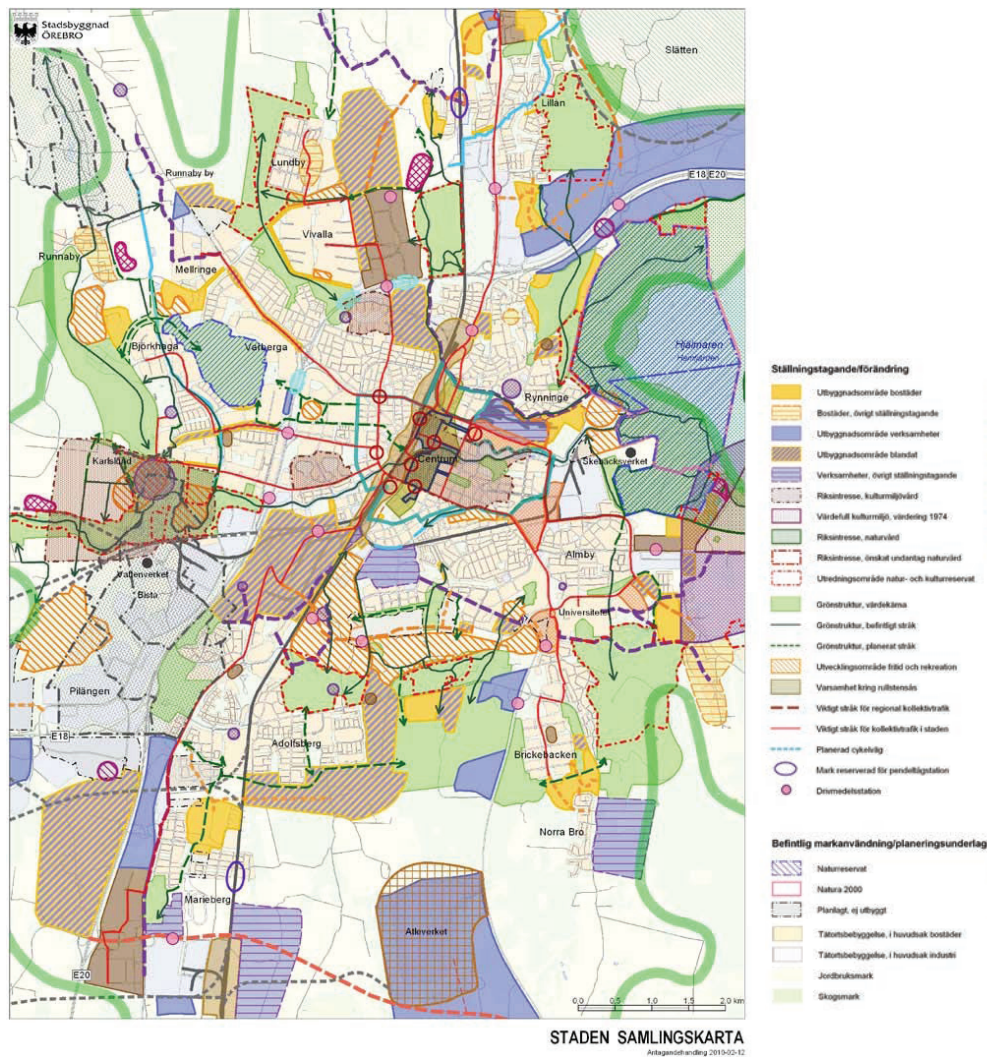 Stadsbyggnad
ÖREBRO
Slätten
Lillån
Lundby
E18 E20
Runnaby by
Vivalla
Runnaby
Mellringe
Hjälmaren
Hemfjärden
Björkhaga
Varberga
Rynninge
Karlslund
Centrum
Skebäcksverket
Almby
Vattenverket
Bista
Universitetet
Pilängen
E18
Adolfsberg
Brickebacken
Norra Bro
Marieberg
Atleverket
E20
0,0 0,5 1,0 1,5 2,0 km
STADEN SAMLINGSKARTA
Antagandehandling 2010-02-12
Ställningstagande/förändring
Utbyggnadsområde bostäder
Bostäder, övrigt ställningstagande
Utbyggnadsområde verksamheter
Utbyggnadsområde blandat
Verksamheter, övrigt ställningstagande
Riksintresse, kulturmiljövård
Värdefull kulturmiljö, värdering 1974
Riksintresse, naturvård
Riksintresse, önskat undantag naturvård
Utredningsområde natur- och kulturreservat
Grönstruktur, värdekärna
Grönstruktur, befintligt stråk
Grönstruktur, planerat stråk
Utvecklingsområde fritid och rekreation
Varsamhet kring rullstensås
Viktigt stråk för regional kollektivtrafik
Viktigt stråk för kollektivtrafik i staden
Planerad cykelväg
Mark reserverad för pendeltågstation
Drivmedelsstation
Befintlig markanvändning/planeringsunderlag
Naturreservat
Natura 2000
Planlagt, ej utbyggt
Tätortsbebyggelse, i huvudsak bostäder
Tätortsbebyggelse, i huvudsak industri
Jordbruksmark
Skogsmark